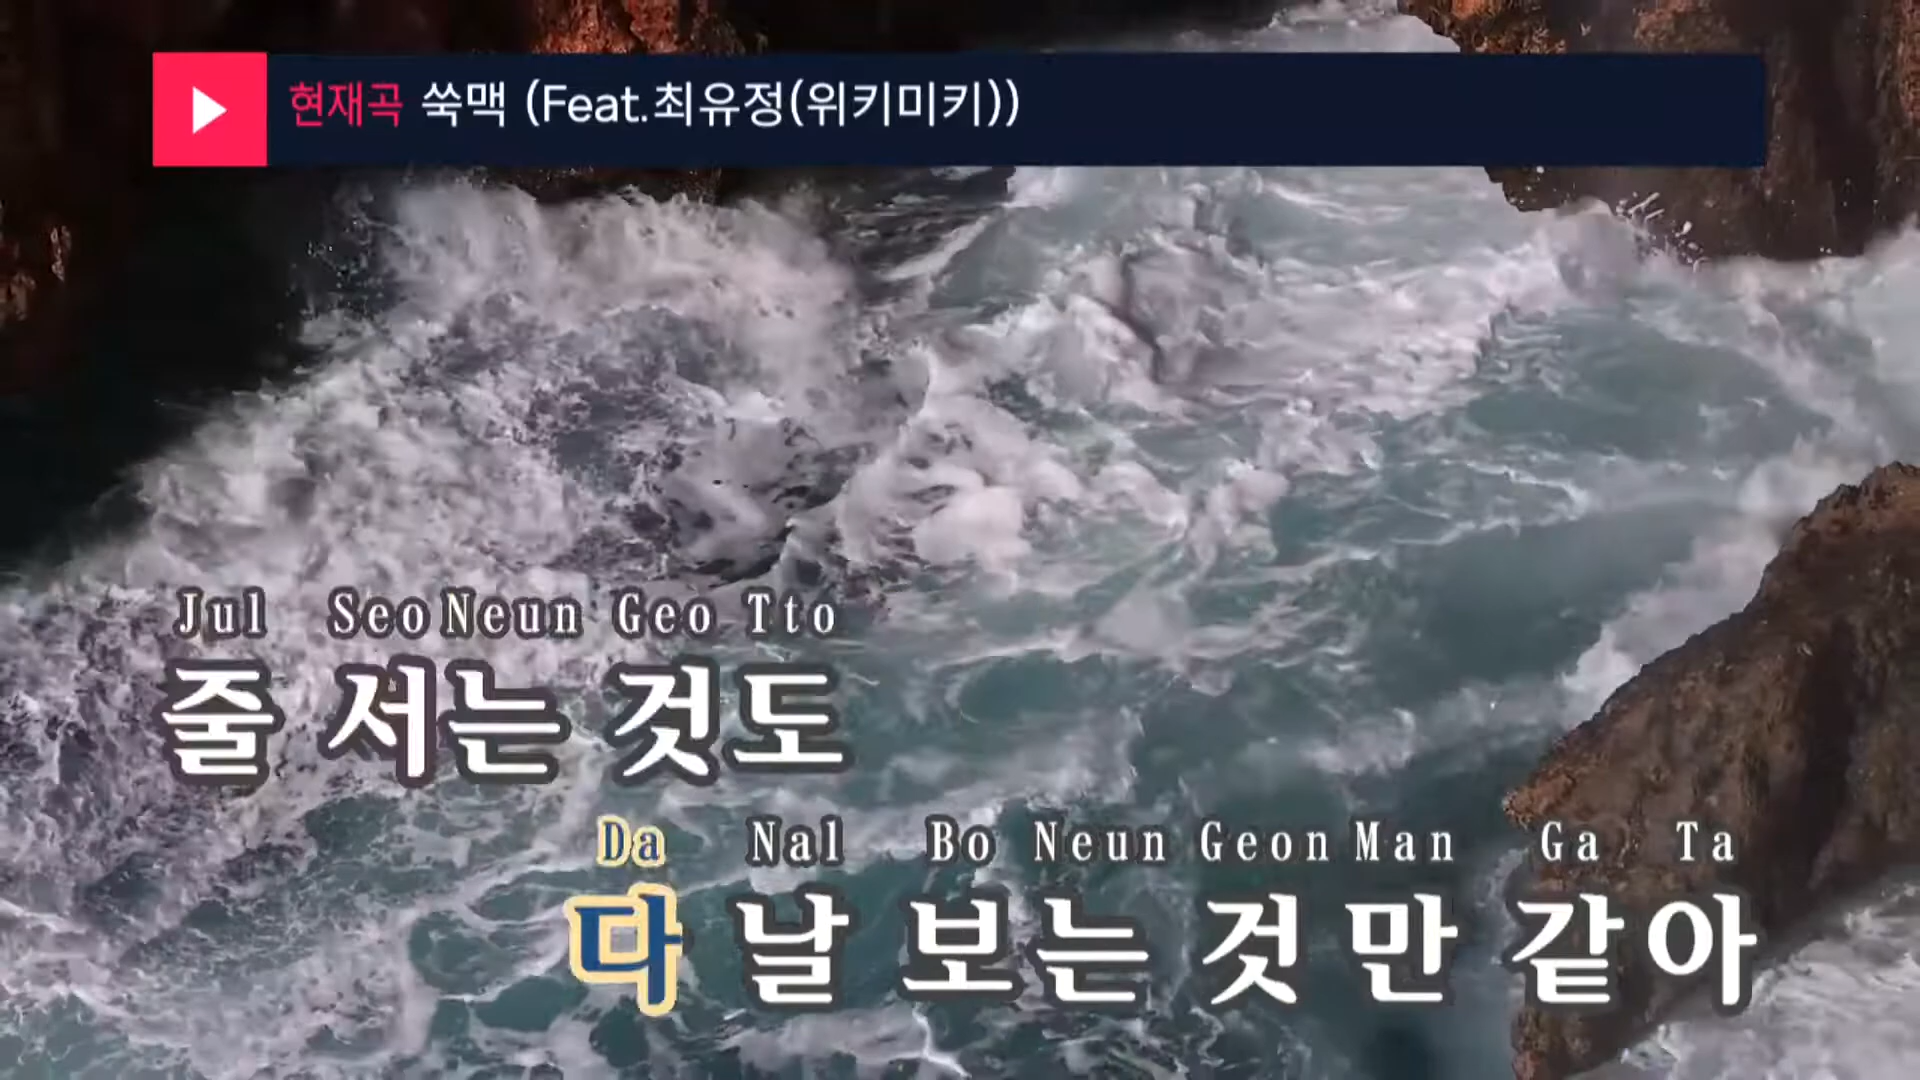 현재곡 쑥맥 (Feat.최유정(위키미키))
Jul Seo Neun Geo Tto
줄 서는 것도
Da Nal Bo Neun Geon Man Ga Ta
다 날 보는 것 만 같아